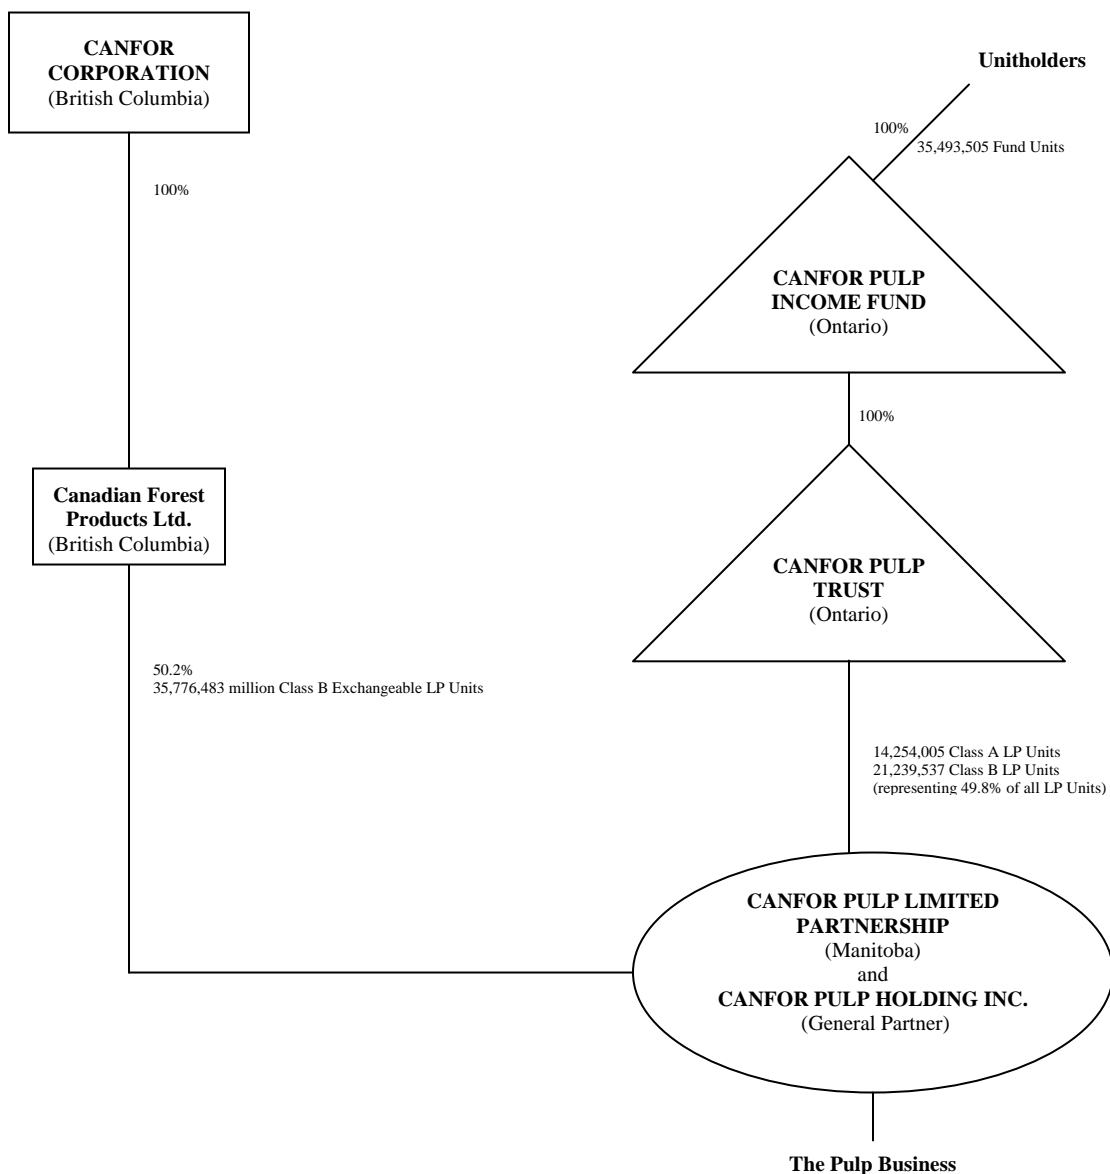 CANFOR
CORPORATION
(British Columbia)
100%
Canadian Forest
Products Ltd.
(British Columbia)
50.2%
35,776,483 million Class B Exchangeable LP Units
Unitholders
100%
35,493,505 Fund Units
CANFOR PULP
INCOME FUND
(Ontario)
100%
CANFOR PULP
TRUST
(Ontario)
14,254,005 Class A LP Units
21,239,537 Class B LP Units
(representing 49.8% of all LP Units)
CANFOR PULP LIMITED
PARTNERSHIP
(Manitoba)
and
CANFOR PULP HOLDING INC.
(General Partner)
The Pulp Business